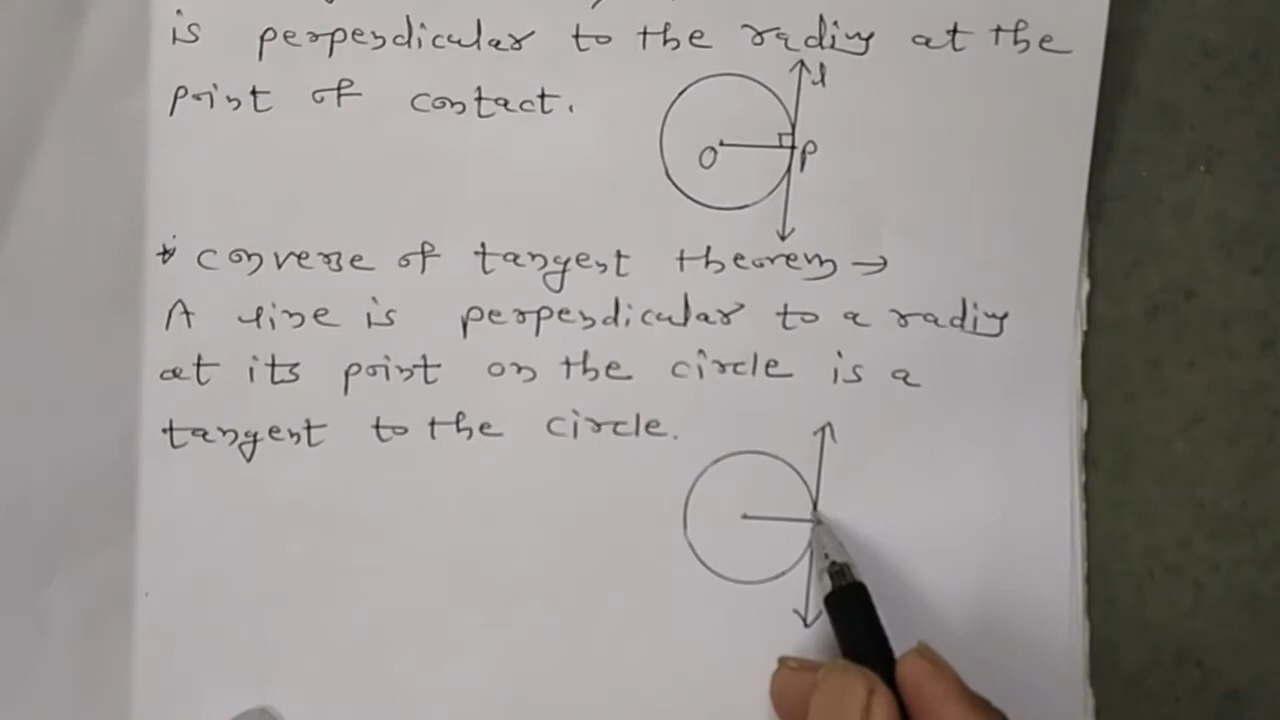 is perpendicular to the radius at the
point of contact.
l
O
P
* converse of tangent theorem →
A line is perpendicular to a radius
at its point on the circle is a
tangent to the circle.